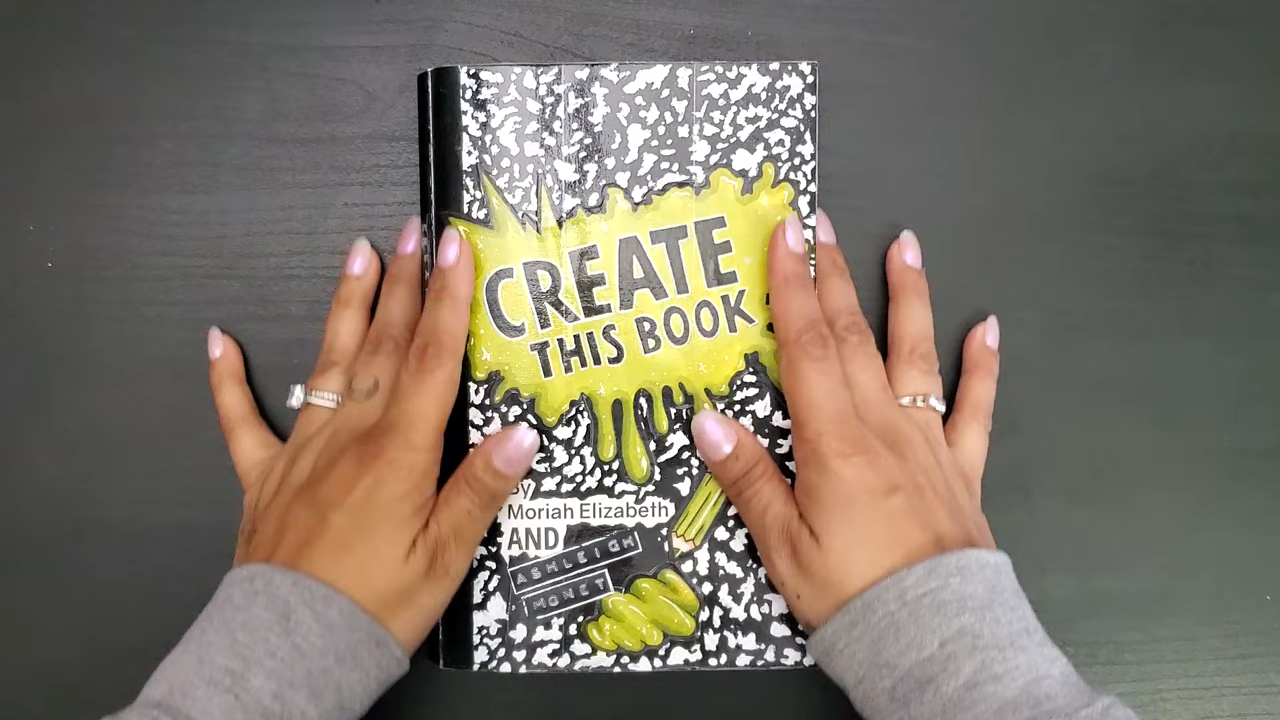 CREATE
THIS BOOK
By
Moriah Elizabeth
AND
ASHLEIGH
MONET